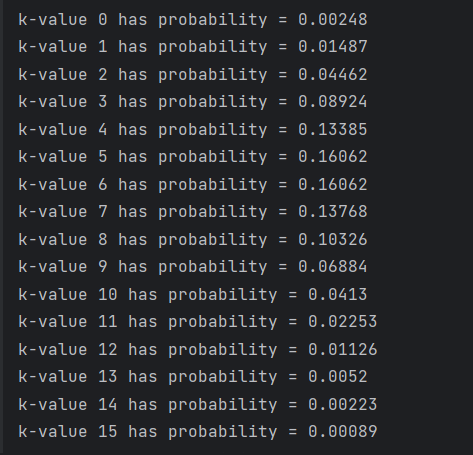 k-value 0 has probability = 0.00248
k-value 1 has probability = 0.01487
k-value 2 has probability = 0.04462
k-value 3 has probability = 0.08924
k-value 4 has probability = 0.13385
k-value 5 has probability = 0.16062
k-value 6 has probability = 0.16062
k-value 7 has probability = 0.13768
k-value 8 has probability = 0.10326
k-value 9 has probability = 0.06884
k-value 10 has probability = 0.0413
k-value 11 has probability = 0.02253
k-value 12 has probability = 0.01126
k-value 13 has probability = 0.0052
k-value 14 has probability = 0.00223
k-value 15 has probability = 0.00089